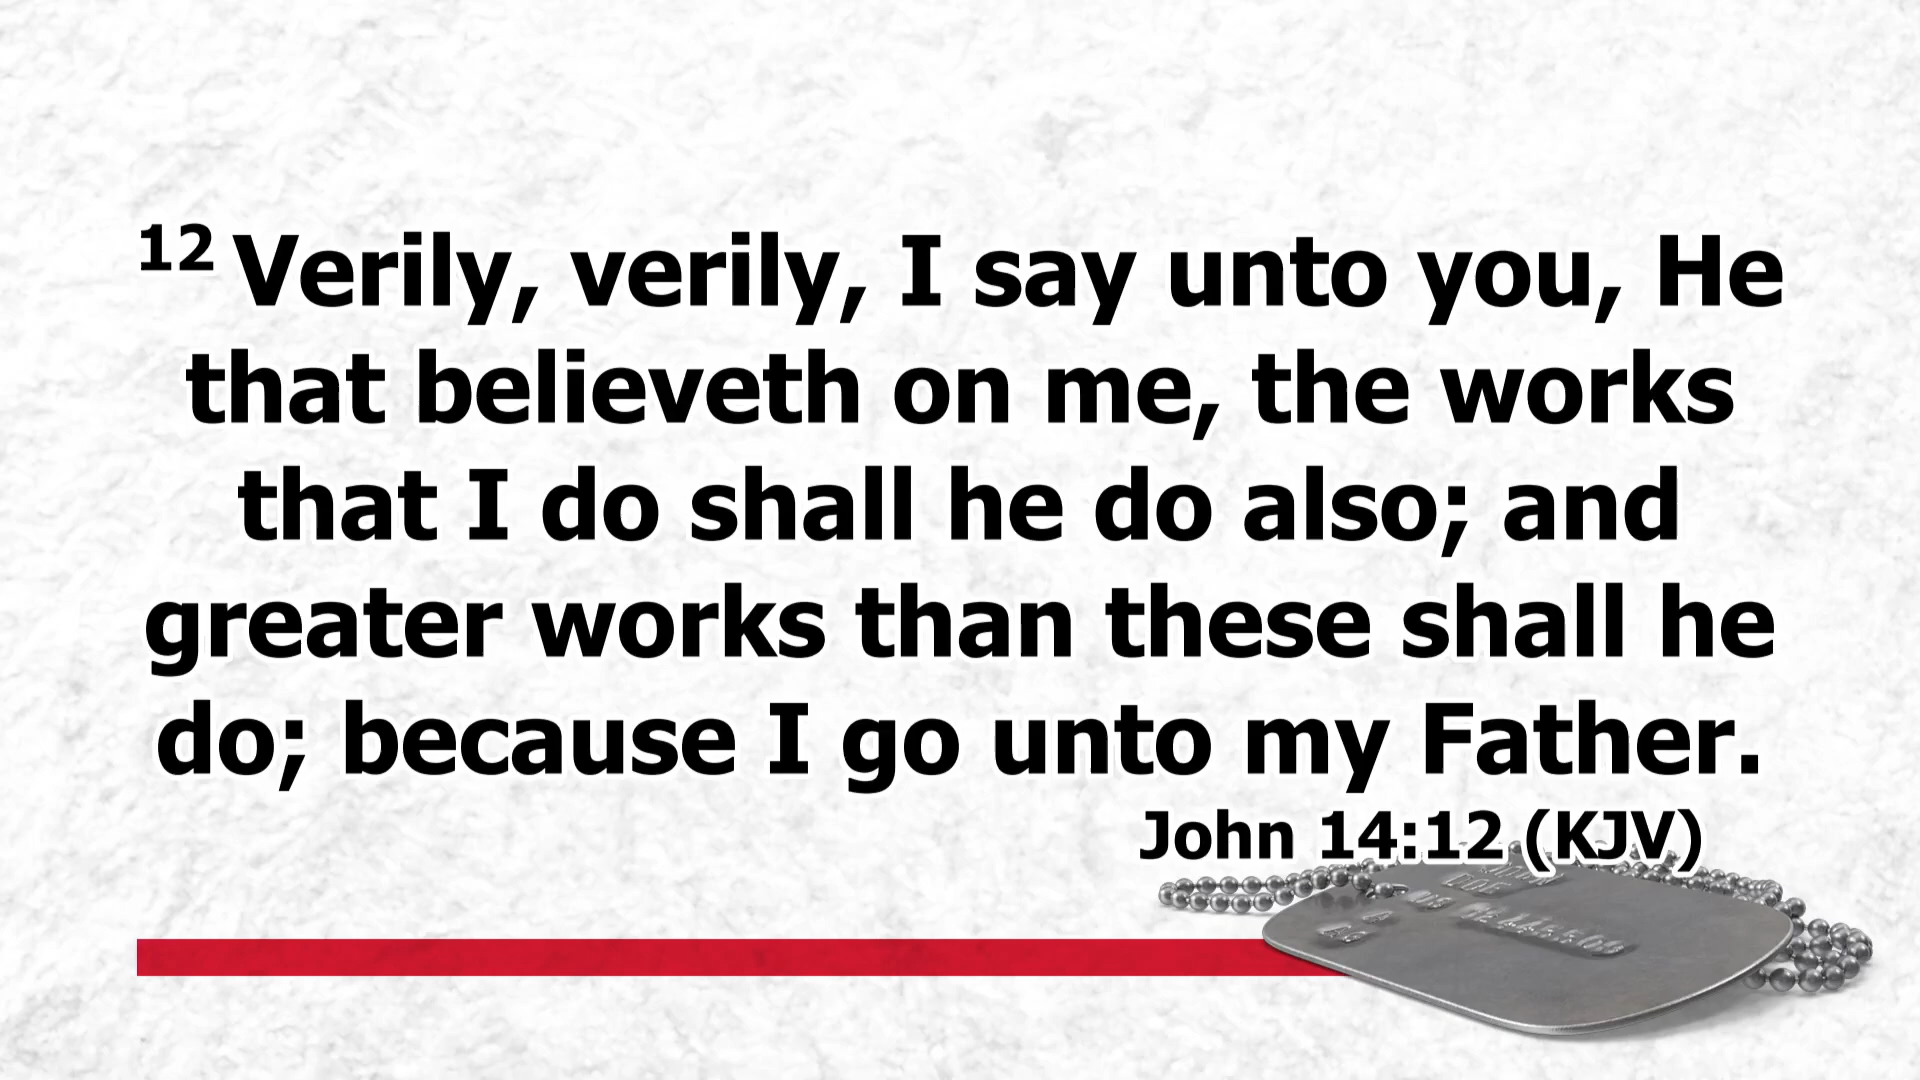 12 Verily, verily, I say unto you, He
that believeth on me, the works
that I do shall he do also; and
greater works than these shall he
do; because I go unto my Father.
John 14:12 (KJV)